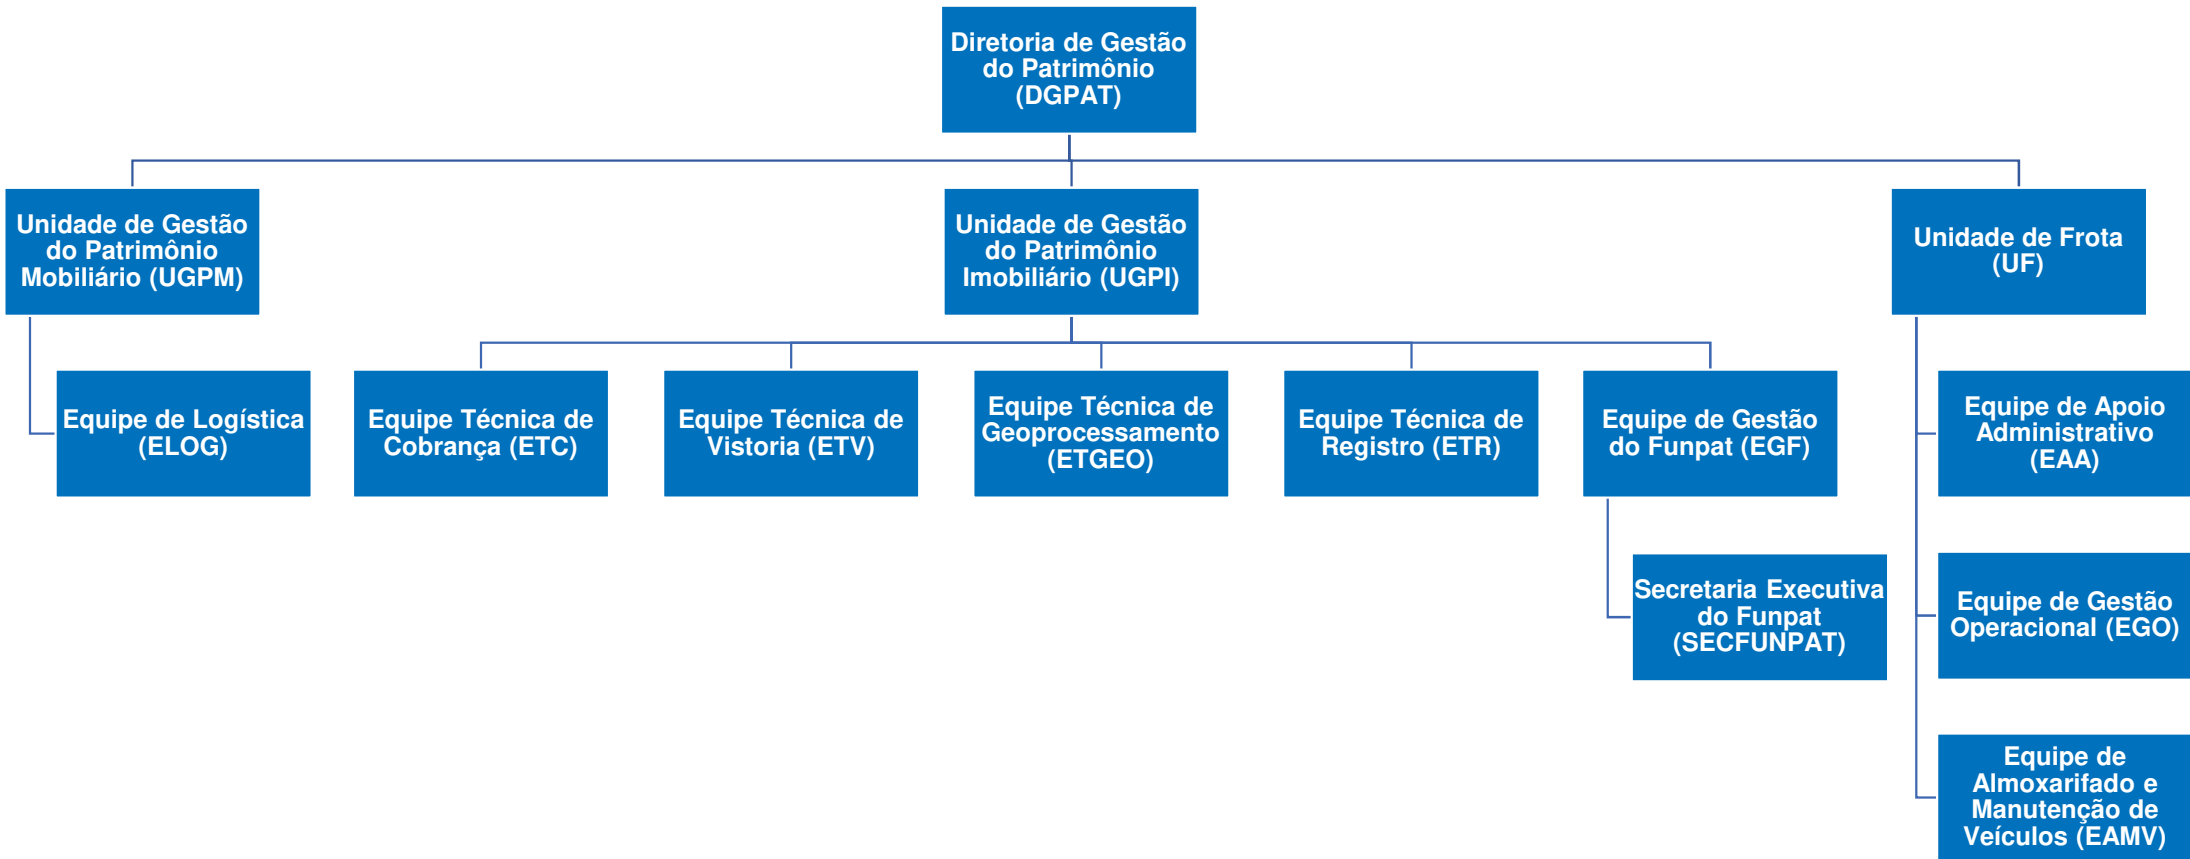 Diretoria de Gestão
do Patrimônio
(DGPAT)
Unidade de Gestão
do Patrimônio
Mobiliário (UGPM)
Unidade de Gestão
do Patrimônio
Imobiliário (UGPI)
Unidade de Frota
(UF)
Equipe de Logística
(ELOG)
Equipe Técnica de
Cobrança (ETC)
Equipe Técnica de
Vistoria (ETV)
Equipe Técnica de
Geoprocessamento
(ETGEO)
Equipe Técnica de
Registro (ETR)
Equipe de Gestão
do Funpat (EGF)
Equipe de Apoio
Administrativo
(EAA)
Secretaria Executiva
do Funpat
(SECFUNPAT)
Equipe de Gestão
Operacional (EGO)
Equipe de
Almoxarifado e
Manutenção de
Veículos (EAMV)